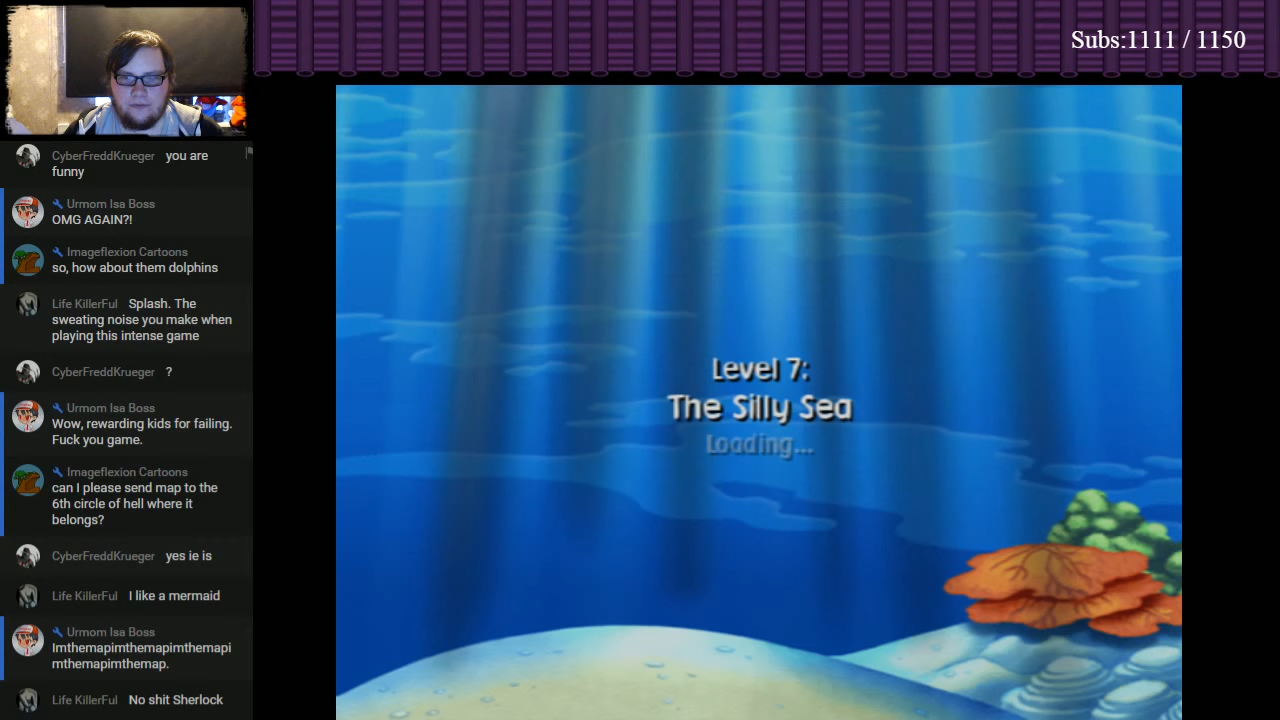 Subs:1111 / 1150
CyberFreddKrueger you are
funny
Urmom Isa Boss
OMG AGAIN?!
Imageflexion Cartoons
so, how about them dolphins
Life KillerFul Splash. The
sweating noise you make when
playing this intense game
CyberFreddKrueger ?
Urmom Isa Boss
Wow, rewarding kids for failing.
Fuck you game.
Imageflexion Cartoons
can I please send map to the
6th circle of hell where it
belongs?
CyberFreddKrueger yes ie is
Life KillerFul I like a mermaid
Urmom Isa Boss
Imthemapimthemapimthemapi
mthemapimthemap.
Life KillerFul No shit Sherlock
Level 7:
The Silly Sea
Loading...